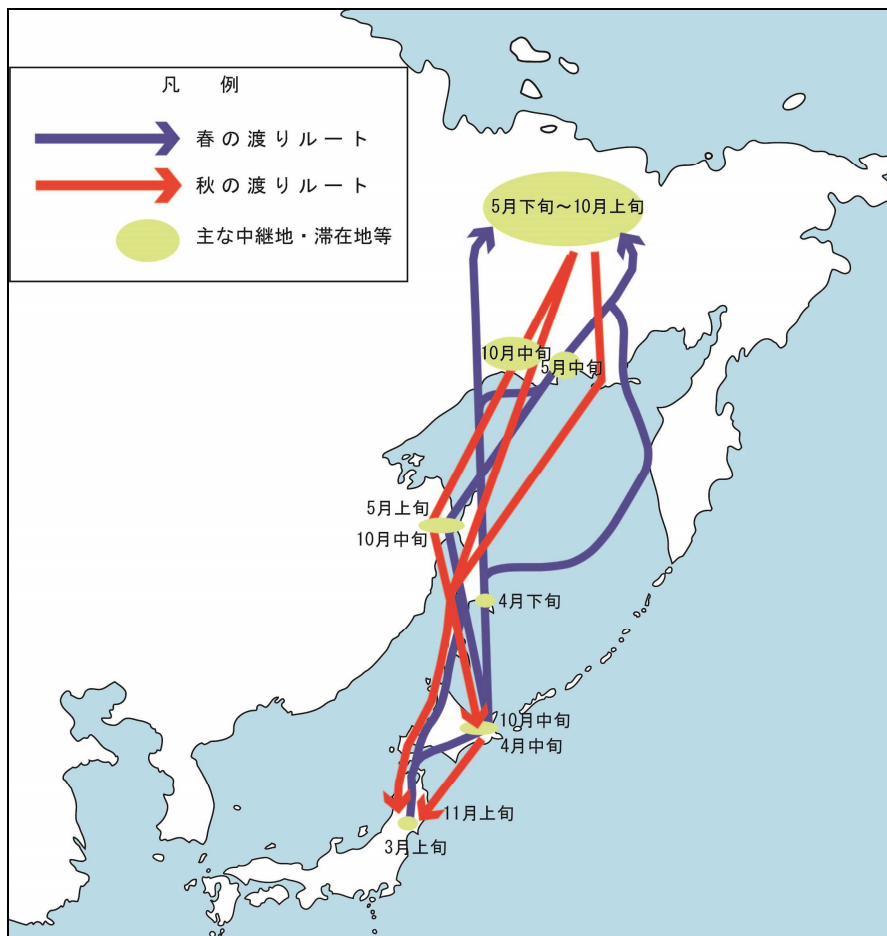 凡 例
春の渡りルート
秋の渡りルート
主な中継地・滞在地等
5月下旬～10月上旬
10月中旬
5月中旬
5月上旬
10月中旬
4月下旬
10月中旬
4月中旬
11月上旬
3月上旬